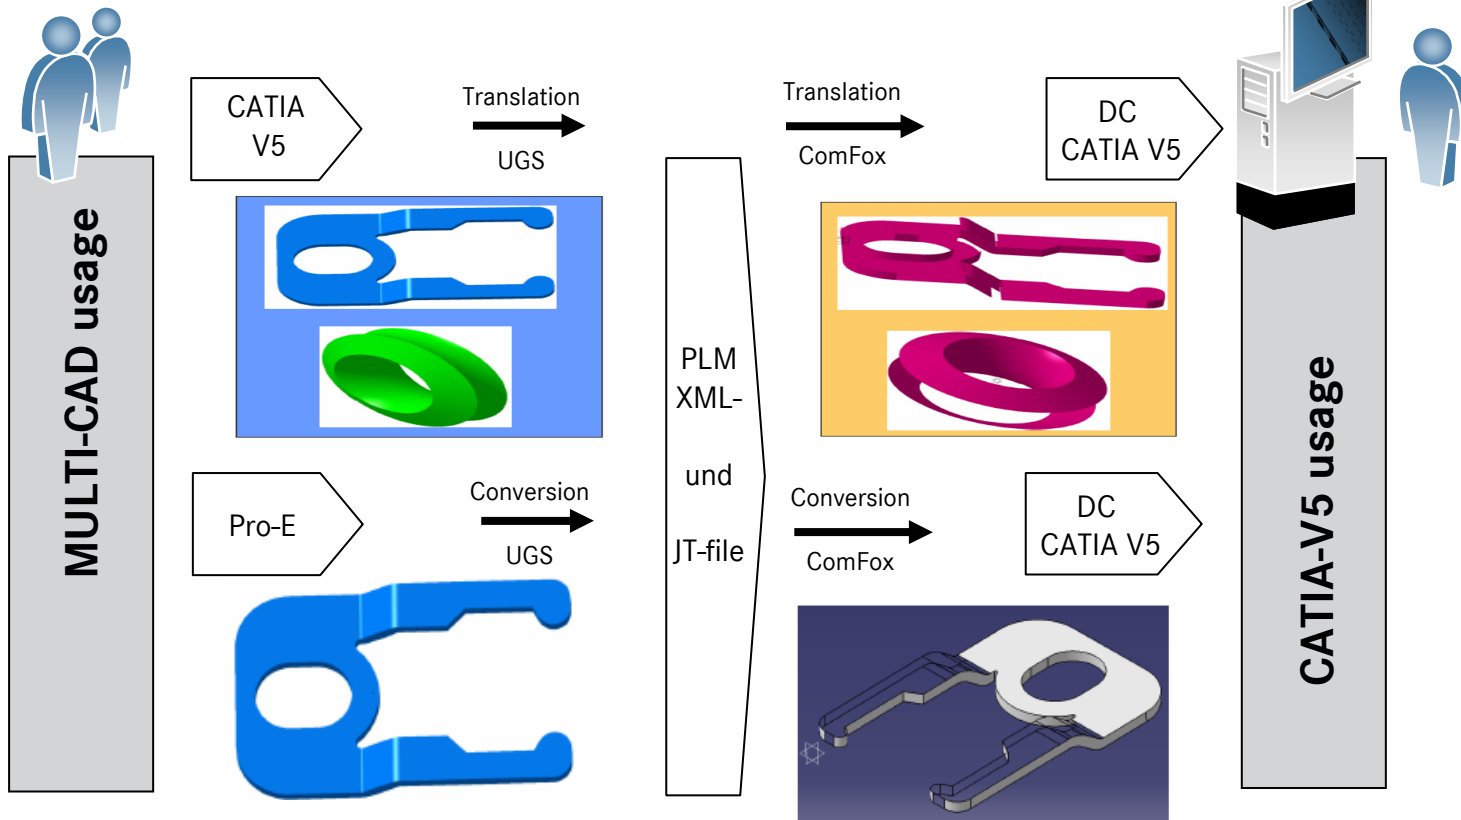 MULTI-CAD usage
CATIA
V5
Translation
UGS
Translation
ComFox
DC
CATIA V5
PLM
XML-
und
JT-file
Pro-E
Conversion
UGS
Conversion
ComFox
DC
CATIA V5
CATIA-V5 usage